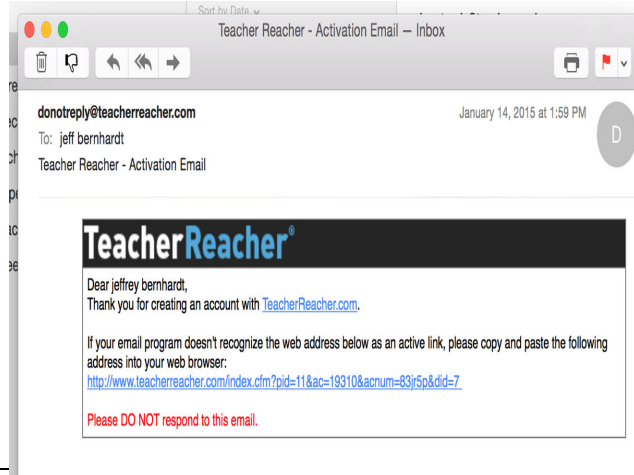 Sort by Date
Teacher Reacher - Activation Email — Inbox
donotreply@teacherreacher.com
January 14, 2015 at 1:59 PM
D
To: jeff bernhardt
Teacher Reacher - Activation Email
TeacherReacher®
Dear jeffrey bernhardt,
Thank you for creating an account with TeacherReacher.com.
If your email program doesn't recognize the web address below as an active link, please copy and paste the following
address into your web browser:
http://www.teacherreacher.com/index.cfm?pid=11&ac=19310&acnum=83jr5p&did=7
Please DO NOT respond to this email.